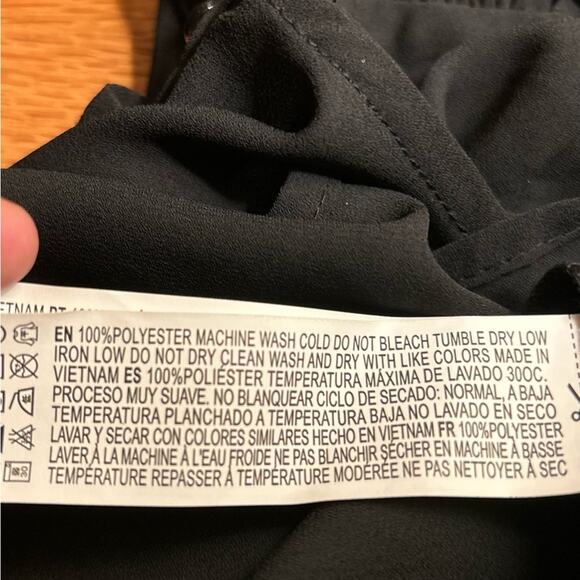 ETNAM PT
EN 100%POLYESTER MACHINE WASH COLD DO NOT BLEACH TUMBLE DRY LOW
IRON LOW DO NOT DRY CLEAN WASH AND DRY WITH LIKE COLORS MADE IN
VIETNAM ES 100%POLIÉSTER TEMPERATURA MÁXIMA DE LAVADO 300C.
PROCESO MUY SUAVE. NO BLANQUEAR CICLO DE SECADO: NORMAL, A BAJA
TEMPERATURA PLANCHADO A TEMPERATURA BAJA NO LAVADO EN SECO
LAVAR Y SECAR CON COLORES SIMILARES HECHO EN VIETNAM FR 100%POLYESTER
LAVER À LA MACHINE À L'EAU FROIDE NE PAS BLANCHIR SÉCHER EN MACHINE À BASSE
TEMPÉRATURE REPASSER À TEMPÉRATURE MODÉRÉE NE PAS NETTOYER À SEC